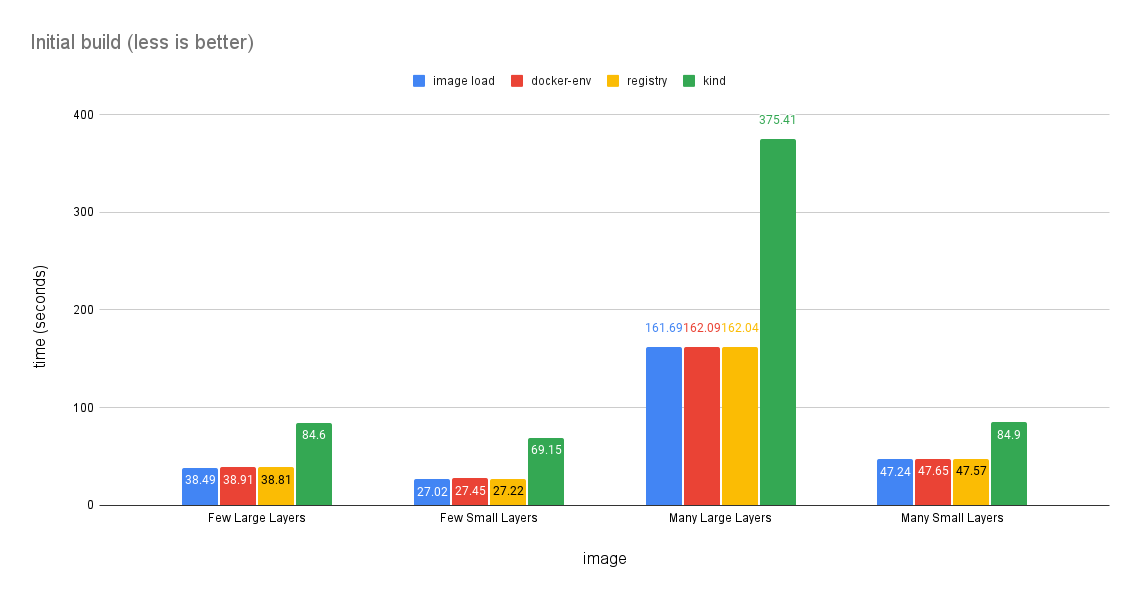 Initial build (less is better)
image load docker-env registry kind
400
300
200
100
0
time (seconds)
38.49 38.91 38.81 84.6
27.02 27.45 27.22 69.15
161.69 162.09 162.04 375.41
47.24 47.65 47.57 84.9
Few Large Layers Few Small Layers Many Large Layers Many Small Layers
image